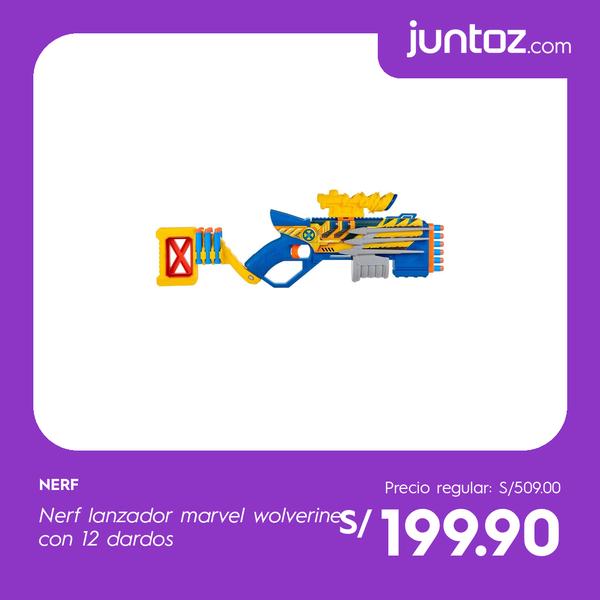 juntoz.com
NERF
Nerf lanzador marvel wolverine
con 12 dardos
Precio regular: S/509.00
S/199.90